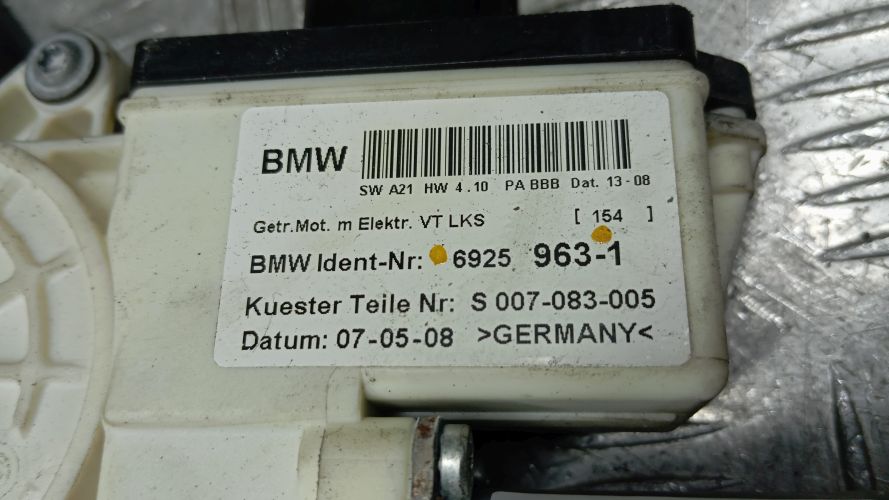 BMW
SW A21 HW 4.10 PA BBB Dat. 13-08
Getr.Mot. m Elektr. VT LKS [ 154 ]
BMW Ident-Nr: 6925 963-1
Kuester Teile Nr: S 007-083-005
Datum: 07-05-08 >GERMANY<